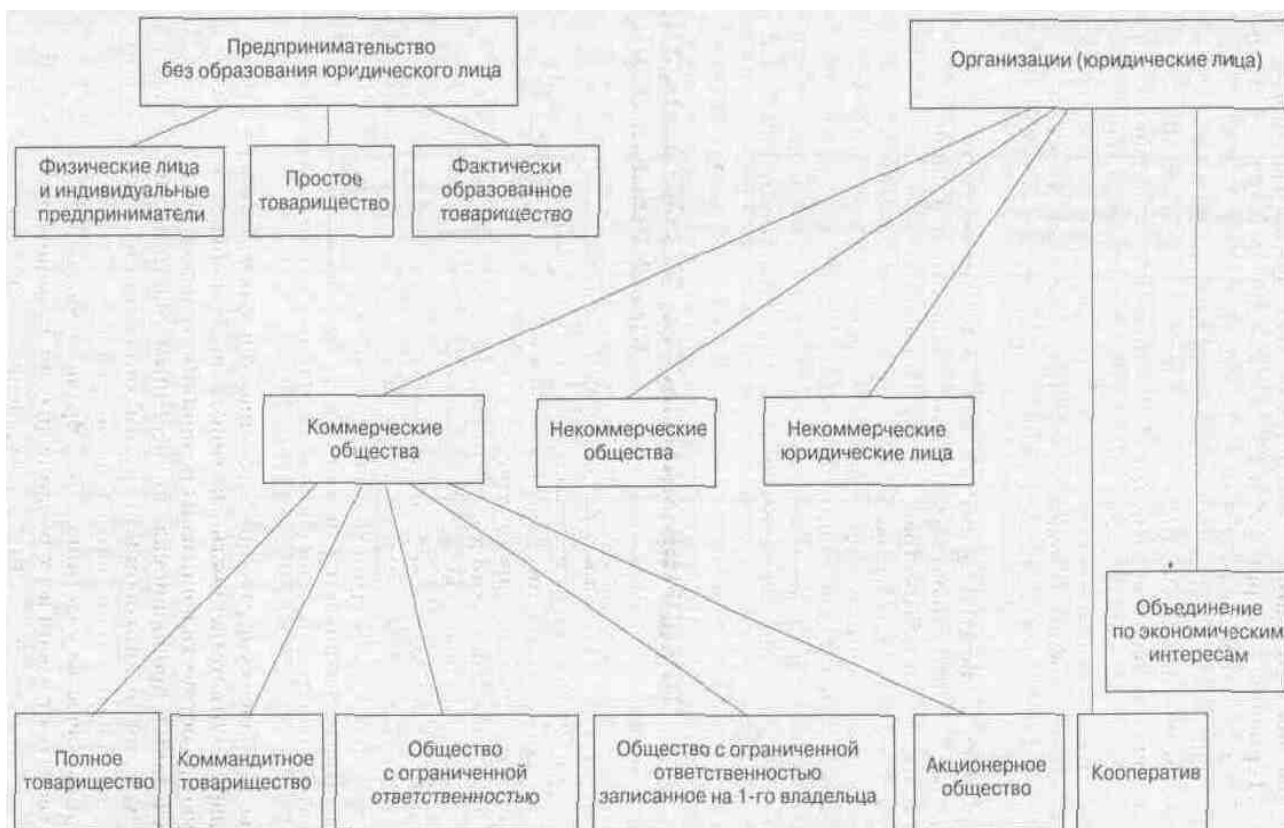 Предпринимательство
без образования юридического лица
Организации (юридические лица)
Физические лица
и индивидуальные
предприниматели
Простое
товарищество
Фактически
образованное
товарищество
Коммерческие
общества
Некоммерческие
общества
Некоммерческие
юридические лица
Объединение
по экономическим
интересам
Полное
товарищество
Коммандитное
товарищество
Общество
с ограниченной
ответственностью
Общество с ограниченной
ответственностью
записанное на 1-го владельца
Акционерное
общество
Кооператив